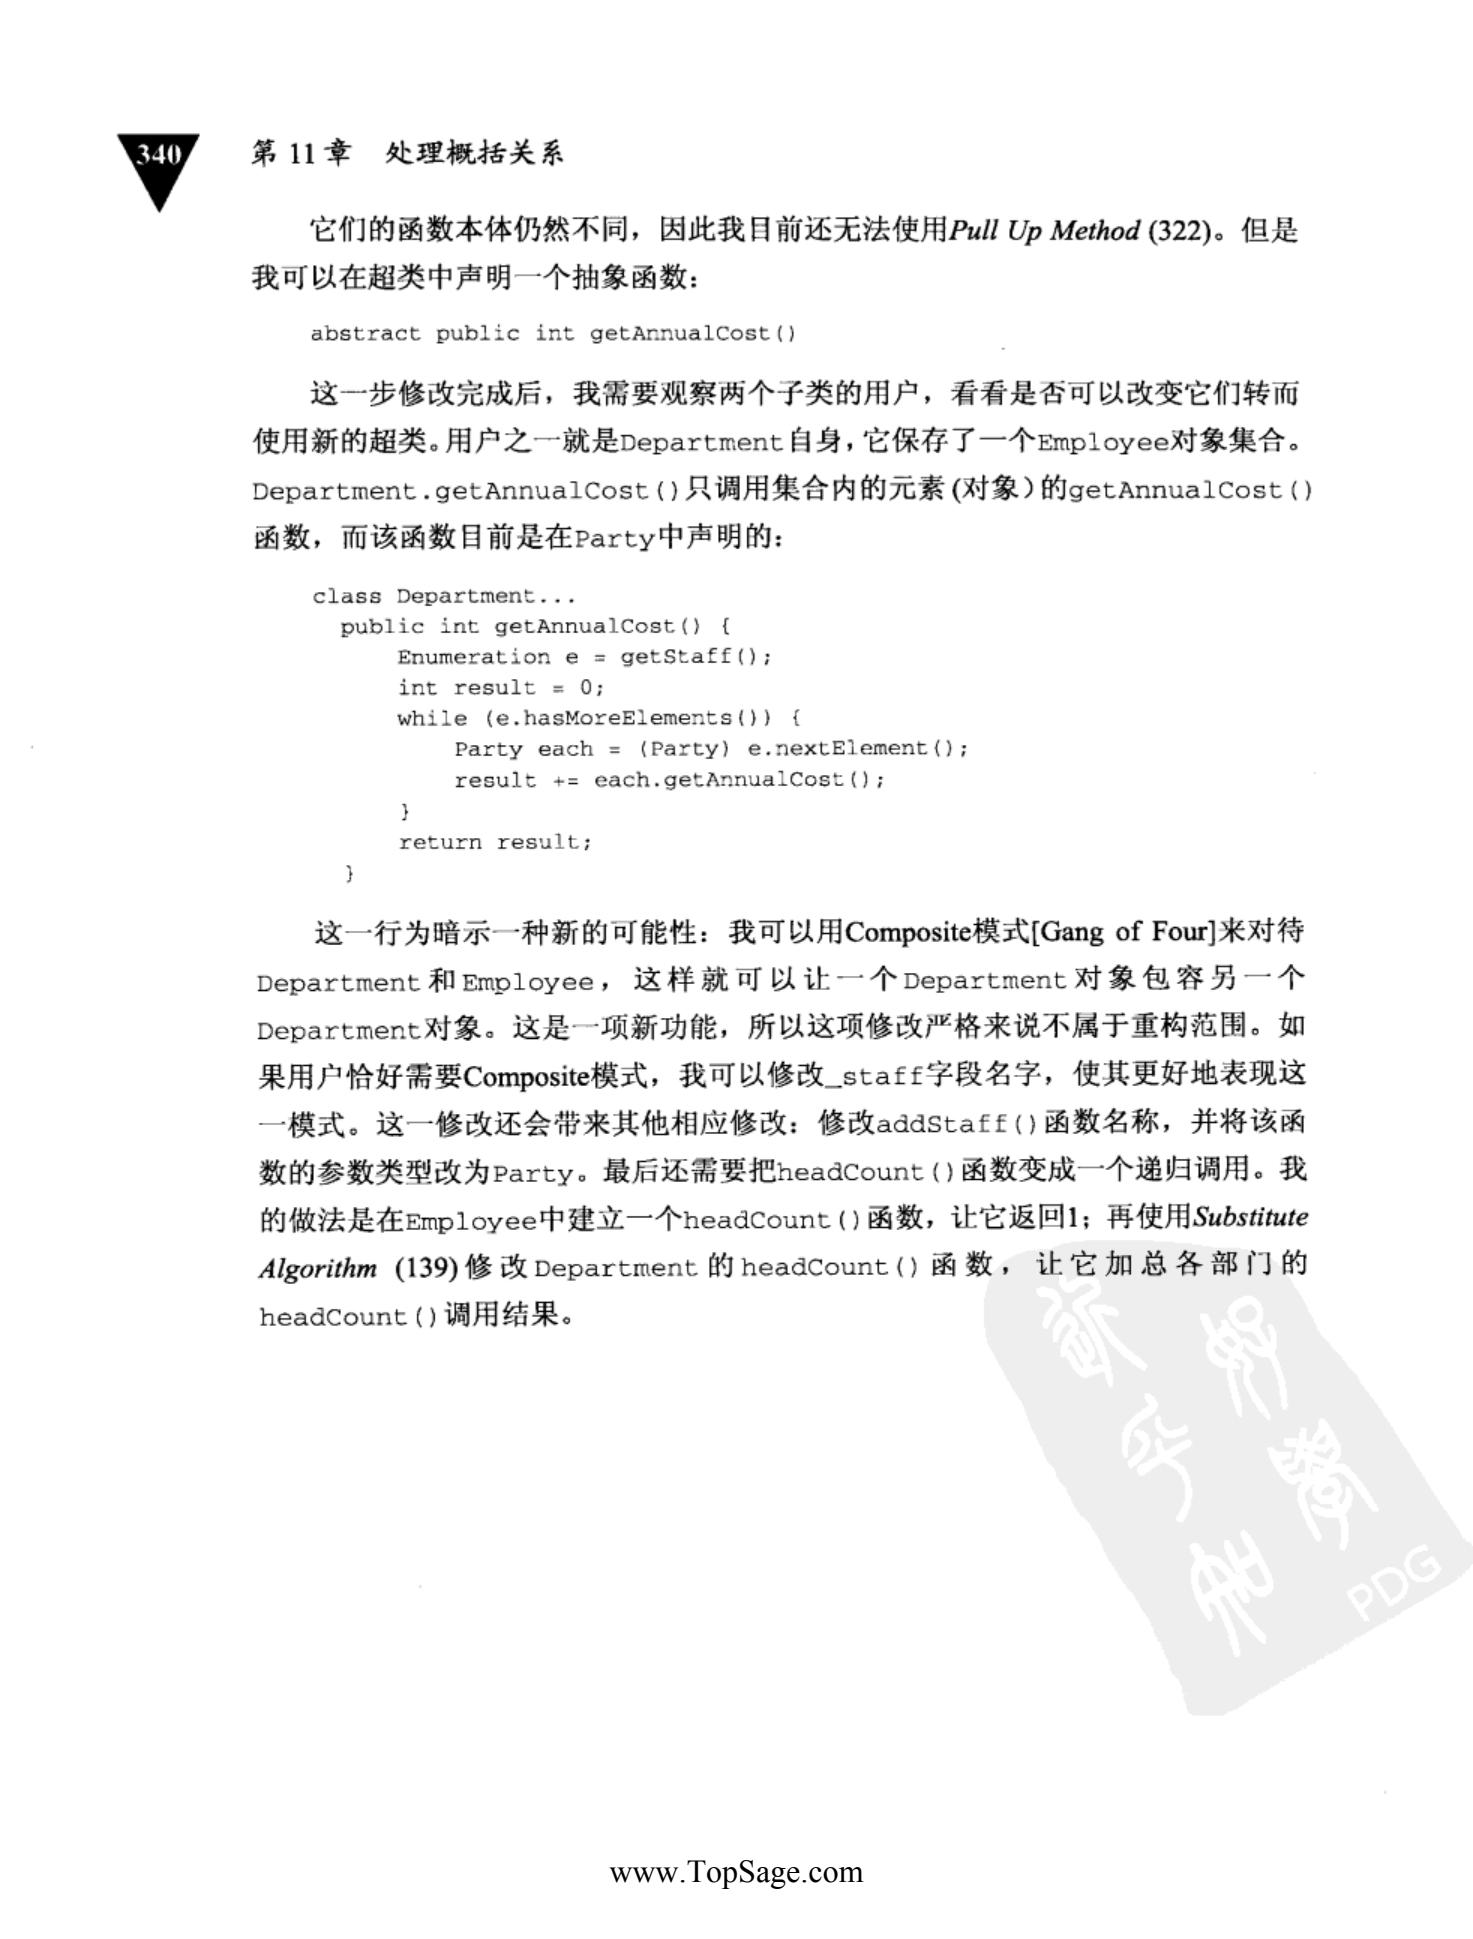 340
第 11 章 处理概括关系
它们的函数本体仍然不同，因此我目前还无法使用Pull Up Method (322)。但是
我可以在超类中声明一个抽象函数：
abstract public int getAnnualCost()
这一步修改完成后，我需要观察两个子类的用户，看看是否可以改变它们转而
使用新的超类。用户之一就是Department自身，它保存了一个Employee对象集合。
Department.getAnnualCost()只调用集合内的元素(对象)的getAnnualCost()
函数，而该函数目前是在Party中声明的：
class Department...
public int getAnnualCost() {
Enumeration e = getStaff();
int result = 0;
while (e.hasMoreElements()) {
Party each = (Party) e.nextElement();
result += each.getAnnualCost();
}
return result;
}
这一行为暗示一种新的可能性：我可以用Composite模式[Gang of Four]来对待
Department和Employee，这样就可以让一个Department对象包容另一个
Department对象。这是一项新功能，所以这项修改严格来说不属于重构范围。如
果用户恰好需要Composite模式，我可以修改_staff字段名字，使其更好地表现这
一模式。这一修改还会带来其他相应修改：修改addStaff()函数名称，并将该函
数的参数类型改为Party。最后还需要把headCount()函数变成一个递归调用。我
的做法是在Employee中建立一个headCount()函数，让它返回1；再使用Substitute
Algorithm (139)修改Department的headCount()函数，让它加总各部门的
headCount()调用结果。
PDG
www.TopSage.com